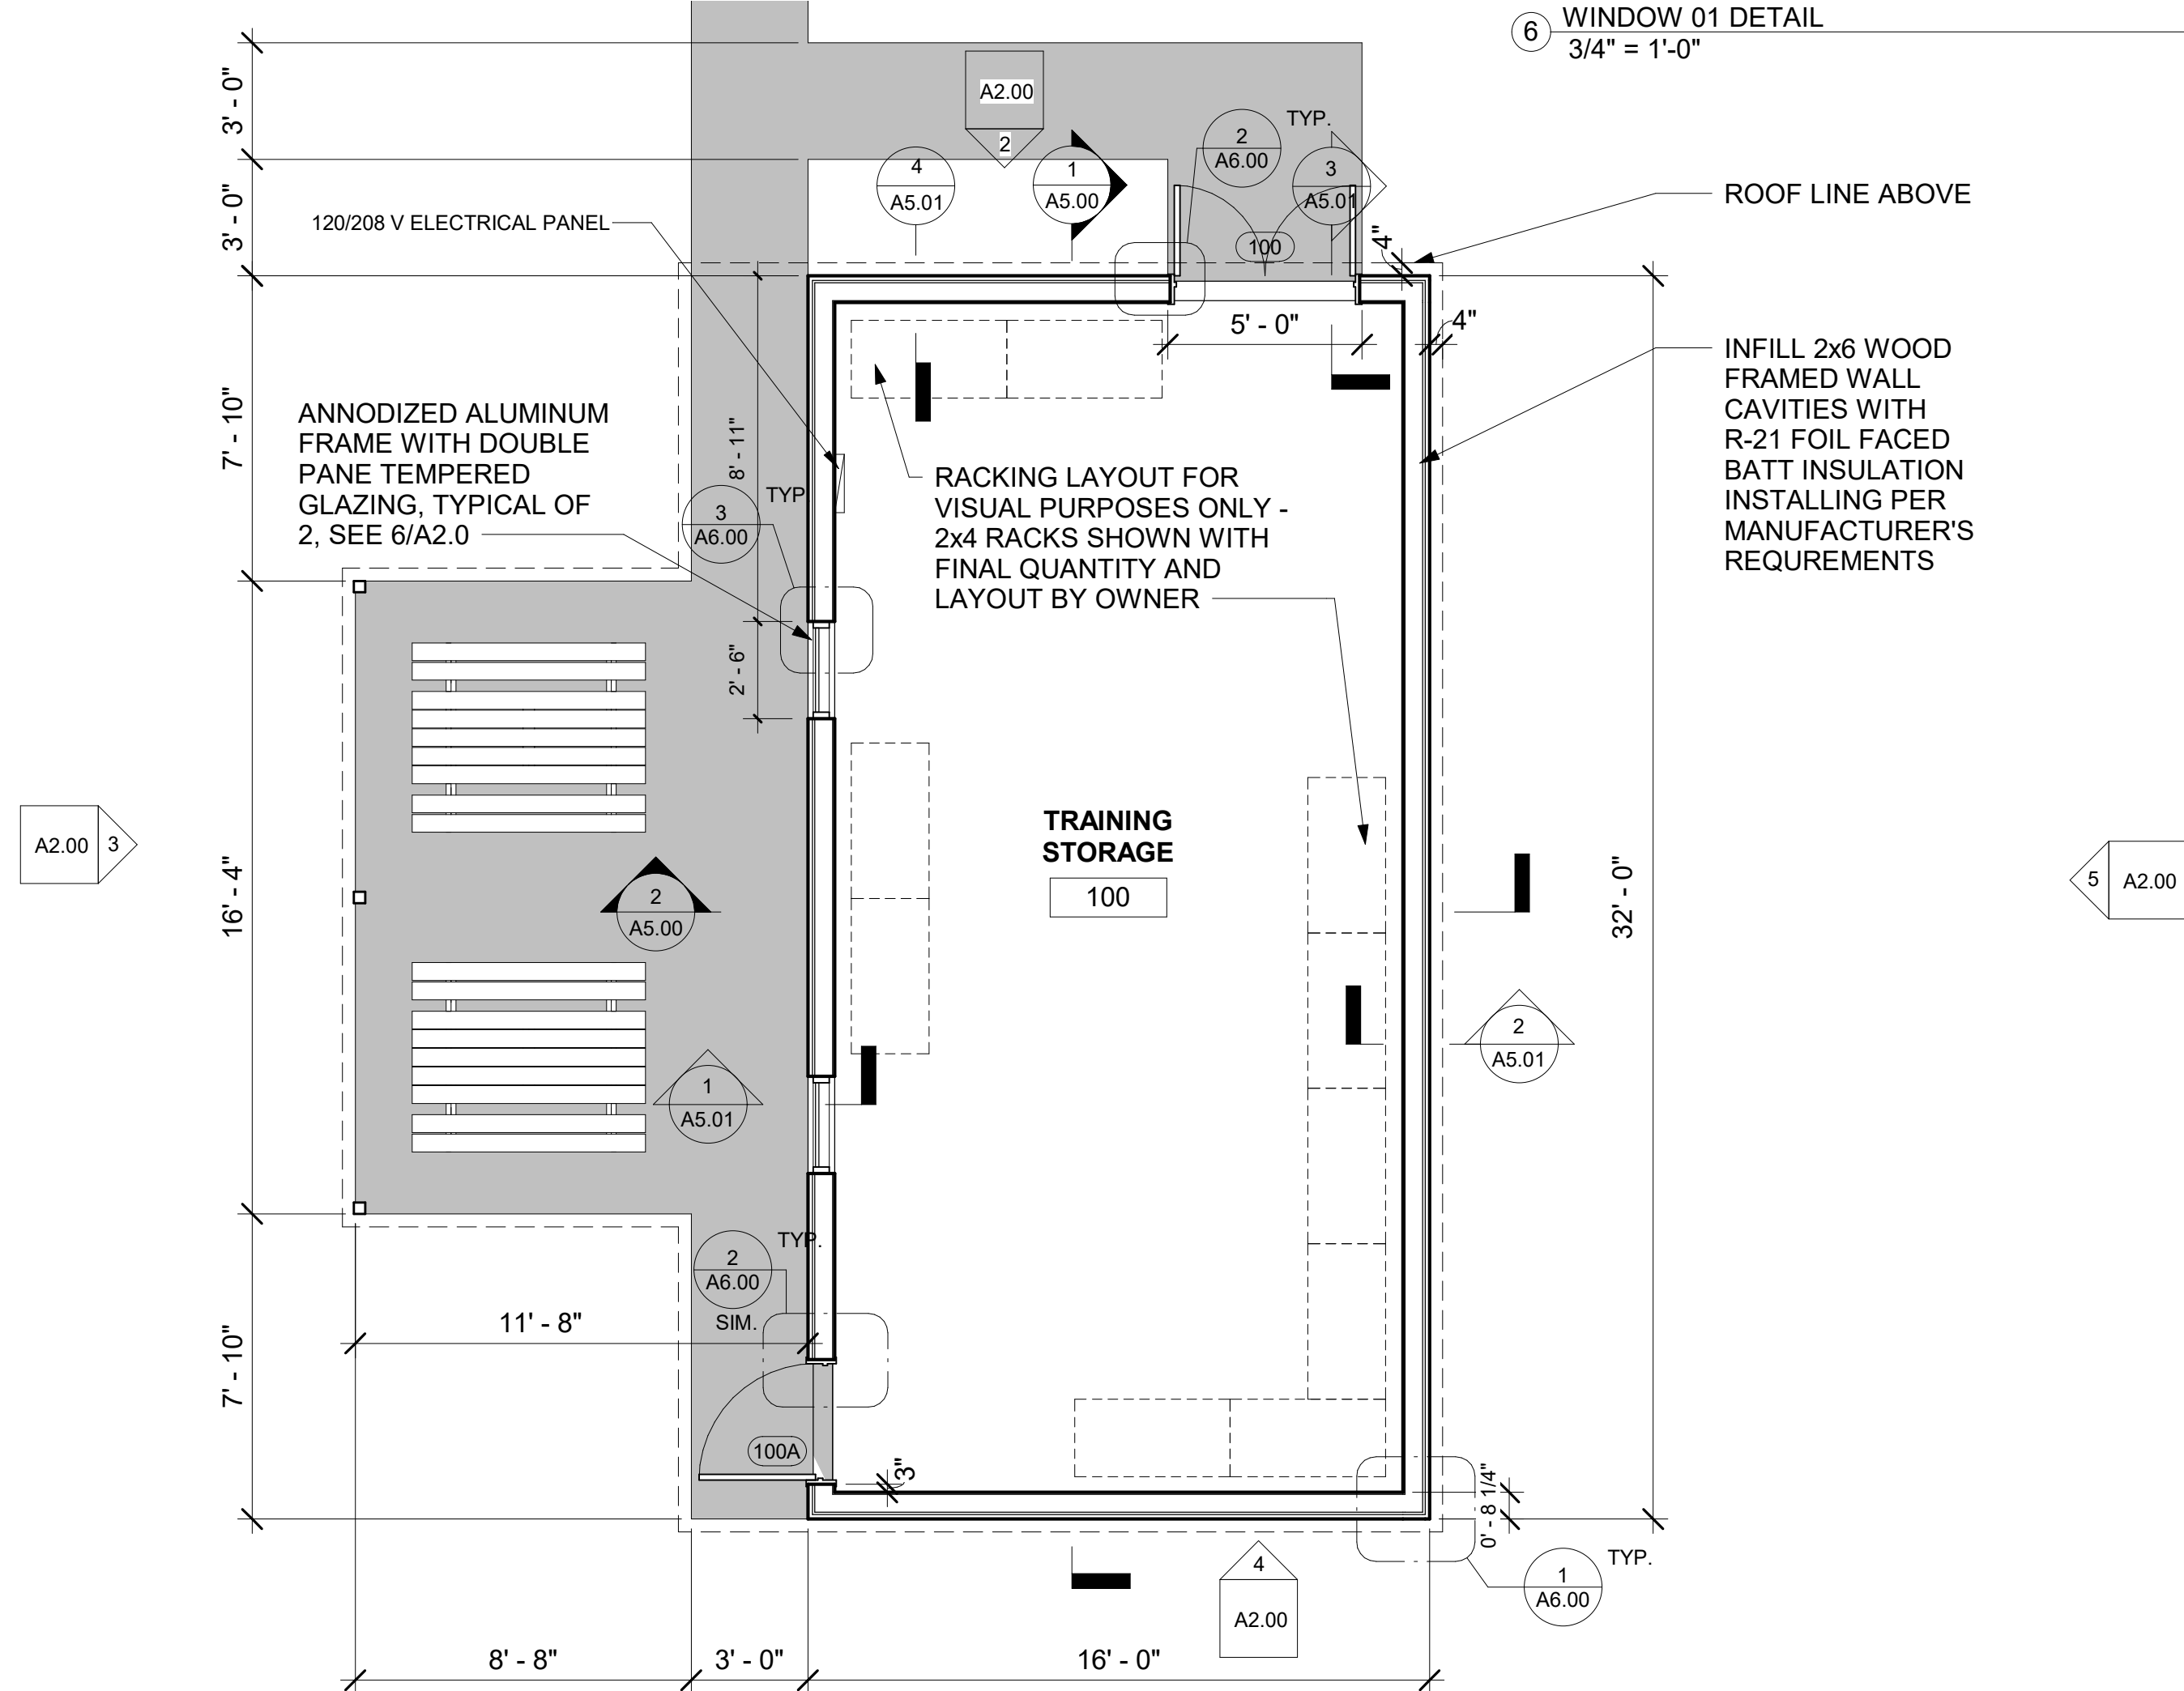 6
WINDOW 01 DETAIL
3/4" = 1'-0"
3' - 0"
A2.00
2
TYP.
2
A6.00
4
A5.01
1
A5.00
3
A5.01
ROOF LINE ABOVE
3' - 0"
120/208 V ELECTRICAL PANEL
100
4"
5' - 0"
4"
INFILL 2x6 WOOD
FRAMED WALL
CAVITIES WITH
R-21 FOIL FACED
BATT INSULATION
INSTALLING PER
MANUFACTURER'S
REQUREMENTS
7' - 10"
ANNODIZED ALUMINUM
FRAME WITH DOUBLE
PANE TEMPERED
GLAZING, TYPICAL OF
2, SEE 6/A2.0
8' - 11"
TYP
3
A6.00
RACKING LAYOUT FOR
VISUAL PURPOSES ONLY -
2x4 RACKS SHOWN WITH
FINAL QUANTITY AND
LAYOUT BY OWNER
2' - 6"
A2.00
3
TRAINING
STORAGE
100
16' - 4"
2
A5.00
32' - 0"
5
A2.00
2
A5.01
1
A5.01
TYP.
2
A6.00
SIM.
11' - 8"
7' - 10"
100A
3"
0' - 8 1/4"
TYP.
1
A6.00
4
A2.00
8' - 8"
3' - 0"
16' - 0"